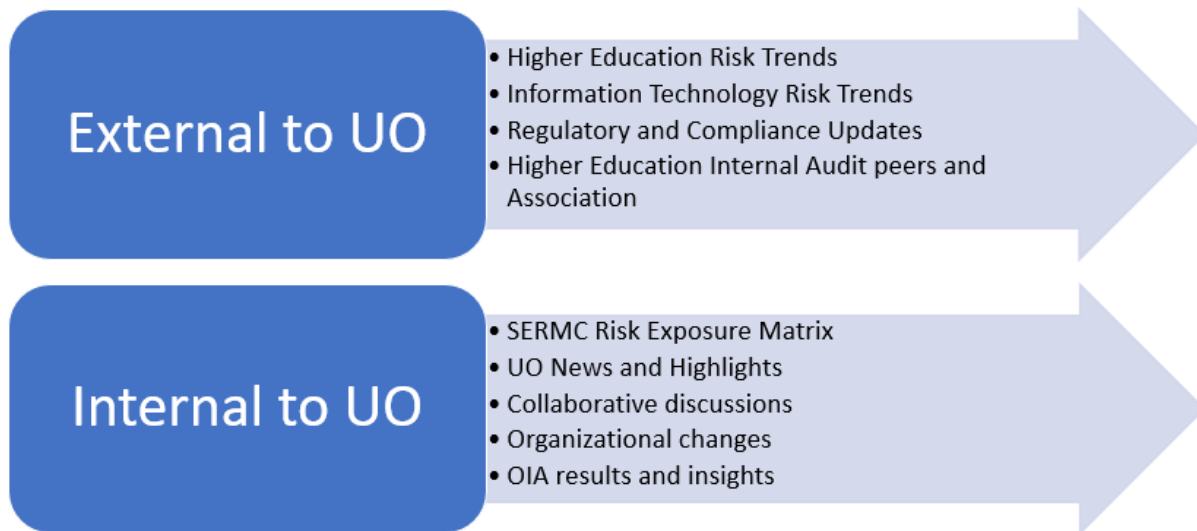 External to UO
• Higher Education Risk Trends
• Information Technology Risk Trends
• Regulatory and Compliance Updates
• Higher Education Internal Audit peers and
Association
Internal to UO
• SERMC Risk Exposure Matrix
• UO News and Highlights
• Collaborative discussions
• Organizational changes
• OIA results and insights